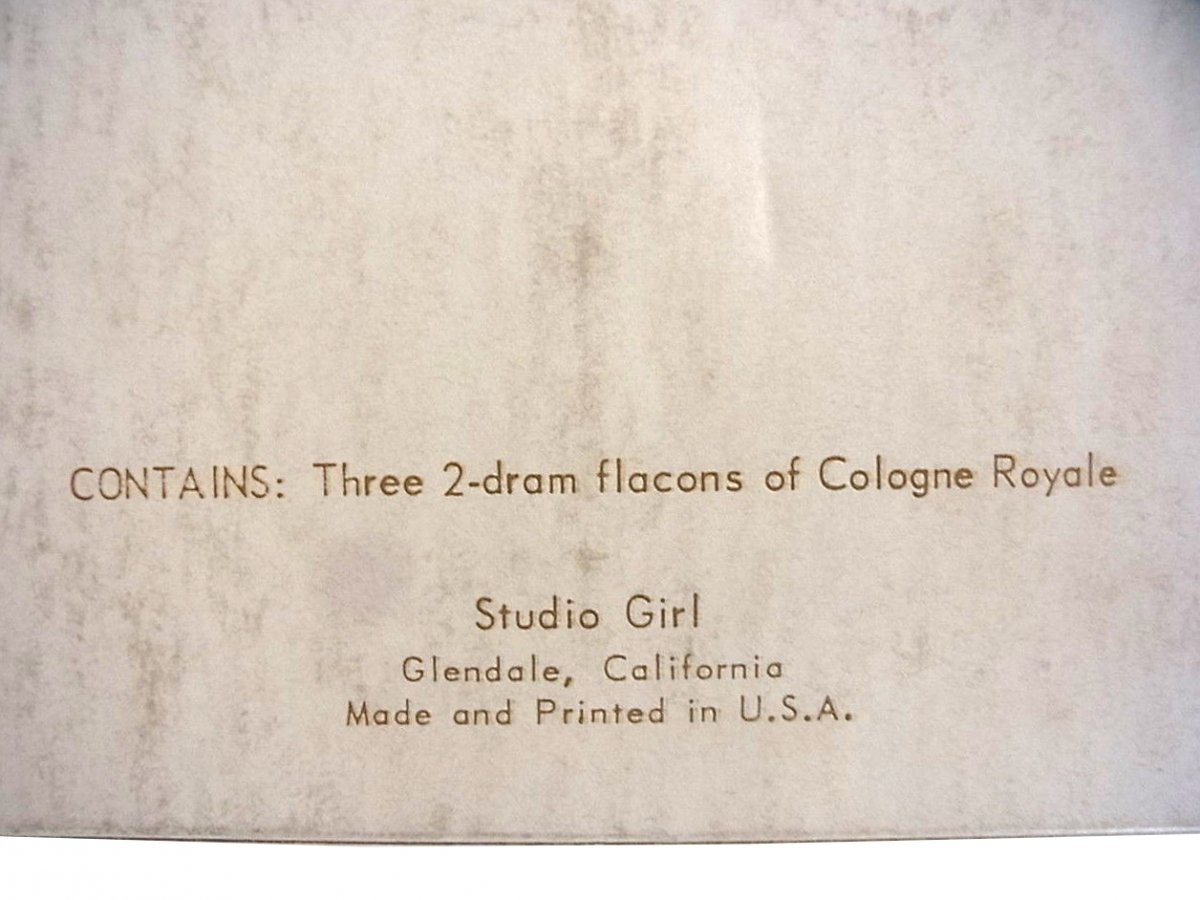 CONTAINS: Three 2-dram flacons of Cologne Royale
Studio Girl
Glendale, California
Made and Printed in U.S.A.